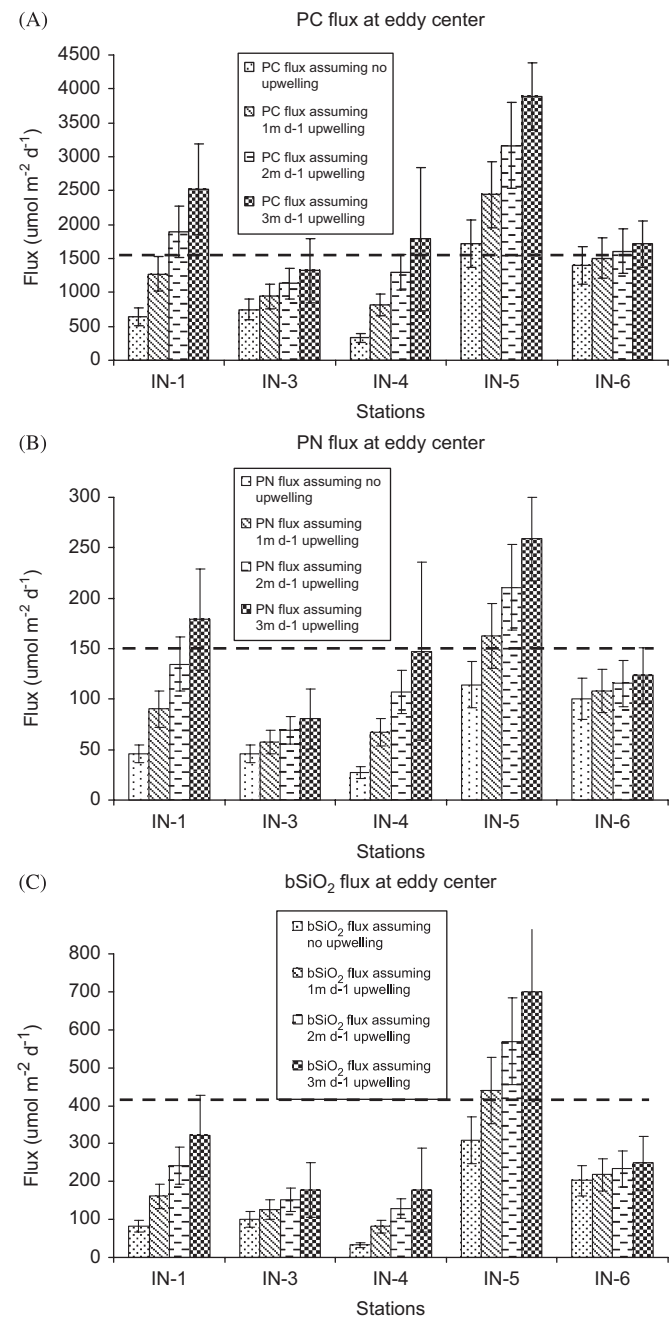 (A)
PC flux at eddy center
PC flux assuming no
upwelling
PC flux assuming
1m d-1 upwelling
PC flux assuming
2m d-1 upwelling
PC flux assuming
3m d-1 upwelling
Flux (umol m⁻² d⁻¹)
4500
4000
3500
3000
2500
2000
1500
1000
500
0
IN-1 IN-3 IN-4 IN-5 IN-6
Stations
(B)
PN flux at eddy center
PN flux assuming no
upwelling
PN flux assuming
1m d-1 upwelling
PN flux assuming
2m d-1 upwelling
PN flux assuming
3m d-1 upwelling
Flux (umol m⁻² d⁻¹)
300
250
200
150
100
50
0
IN-1 IN-3 IN-4 IN-5 IN-6
Stations
(C)
bSiO₂ flux at eddy center
bSiO₂ flux assuming
no upwelling
bSiO₂ flux assuming
1m d-1 upwelling
bSiO₂ flux assuming
2m d-1 upwelling
bSiO₂ flux assuming
3m d-1 upwelling
Flux (umol m⁻² d⁻¹)
800
700
600
500
400
300
200
100
0
IN-1 IN-3 IN-4 IN-5 IN-6
Stations